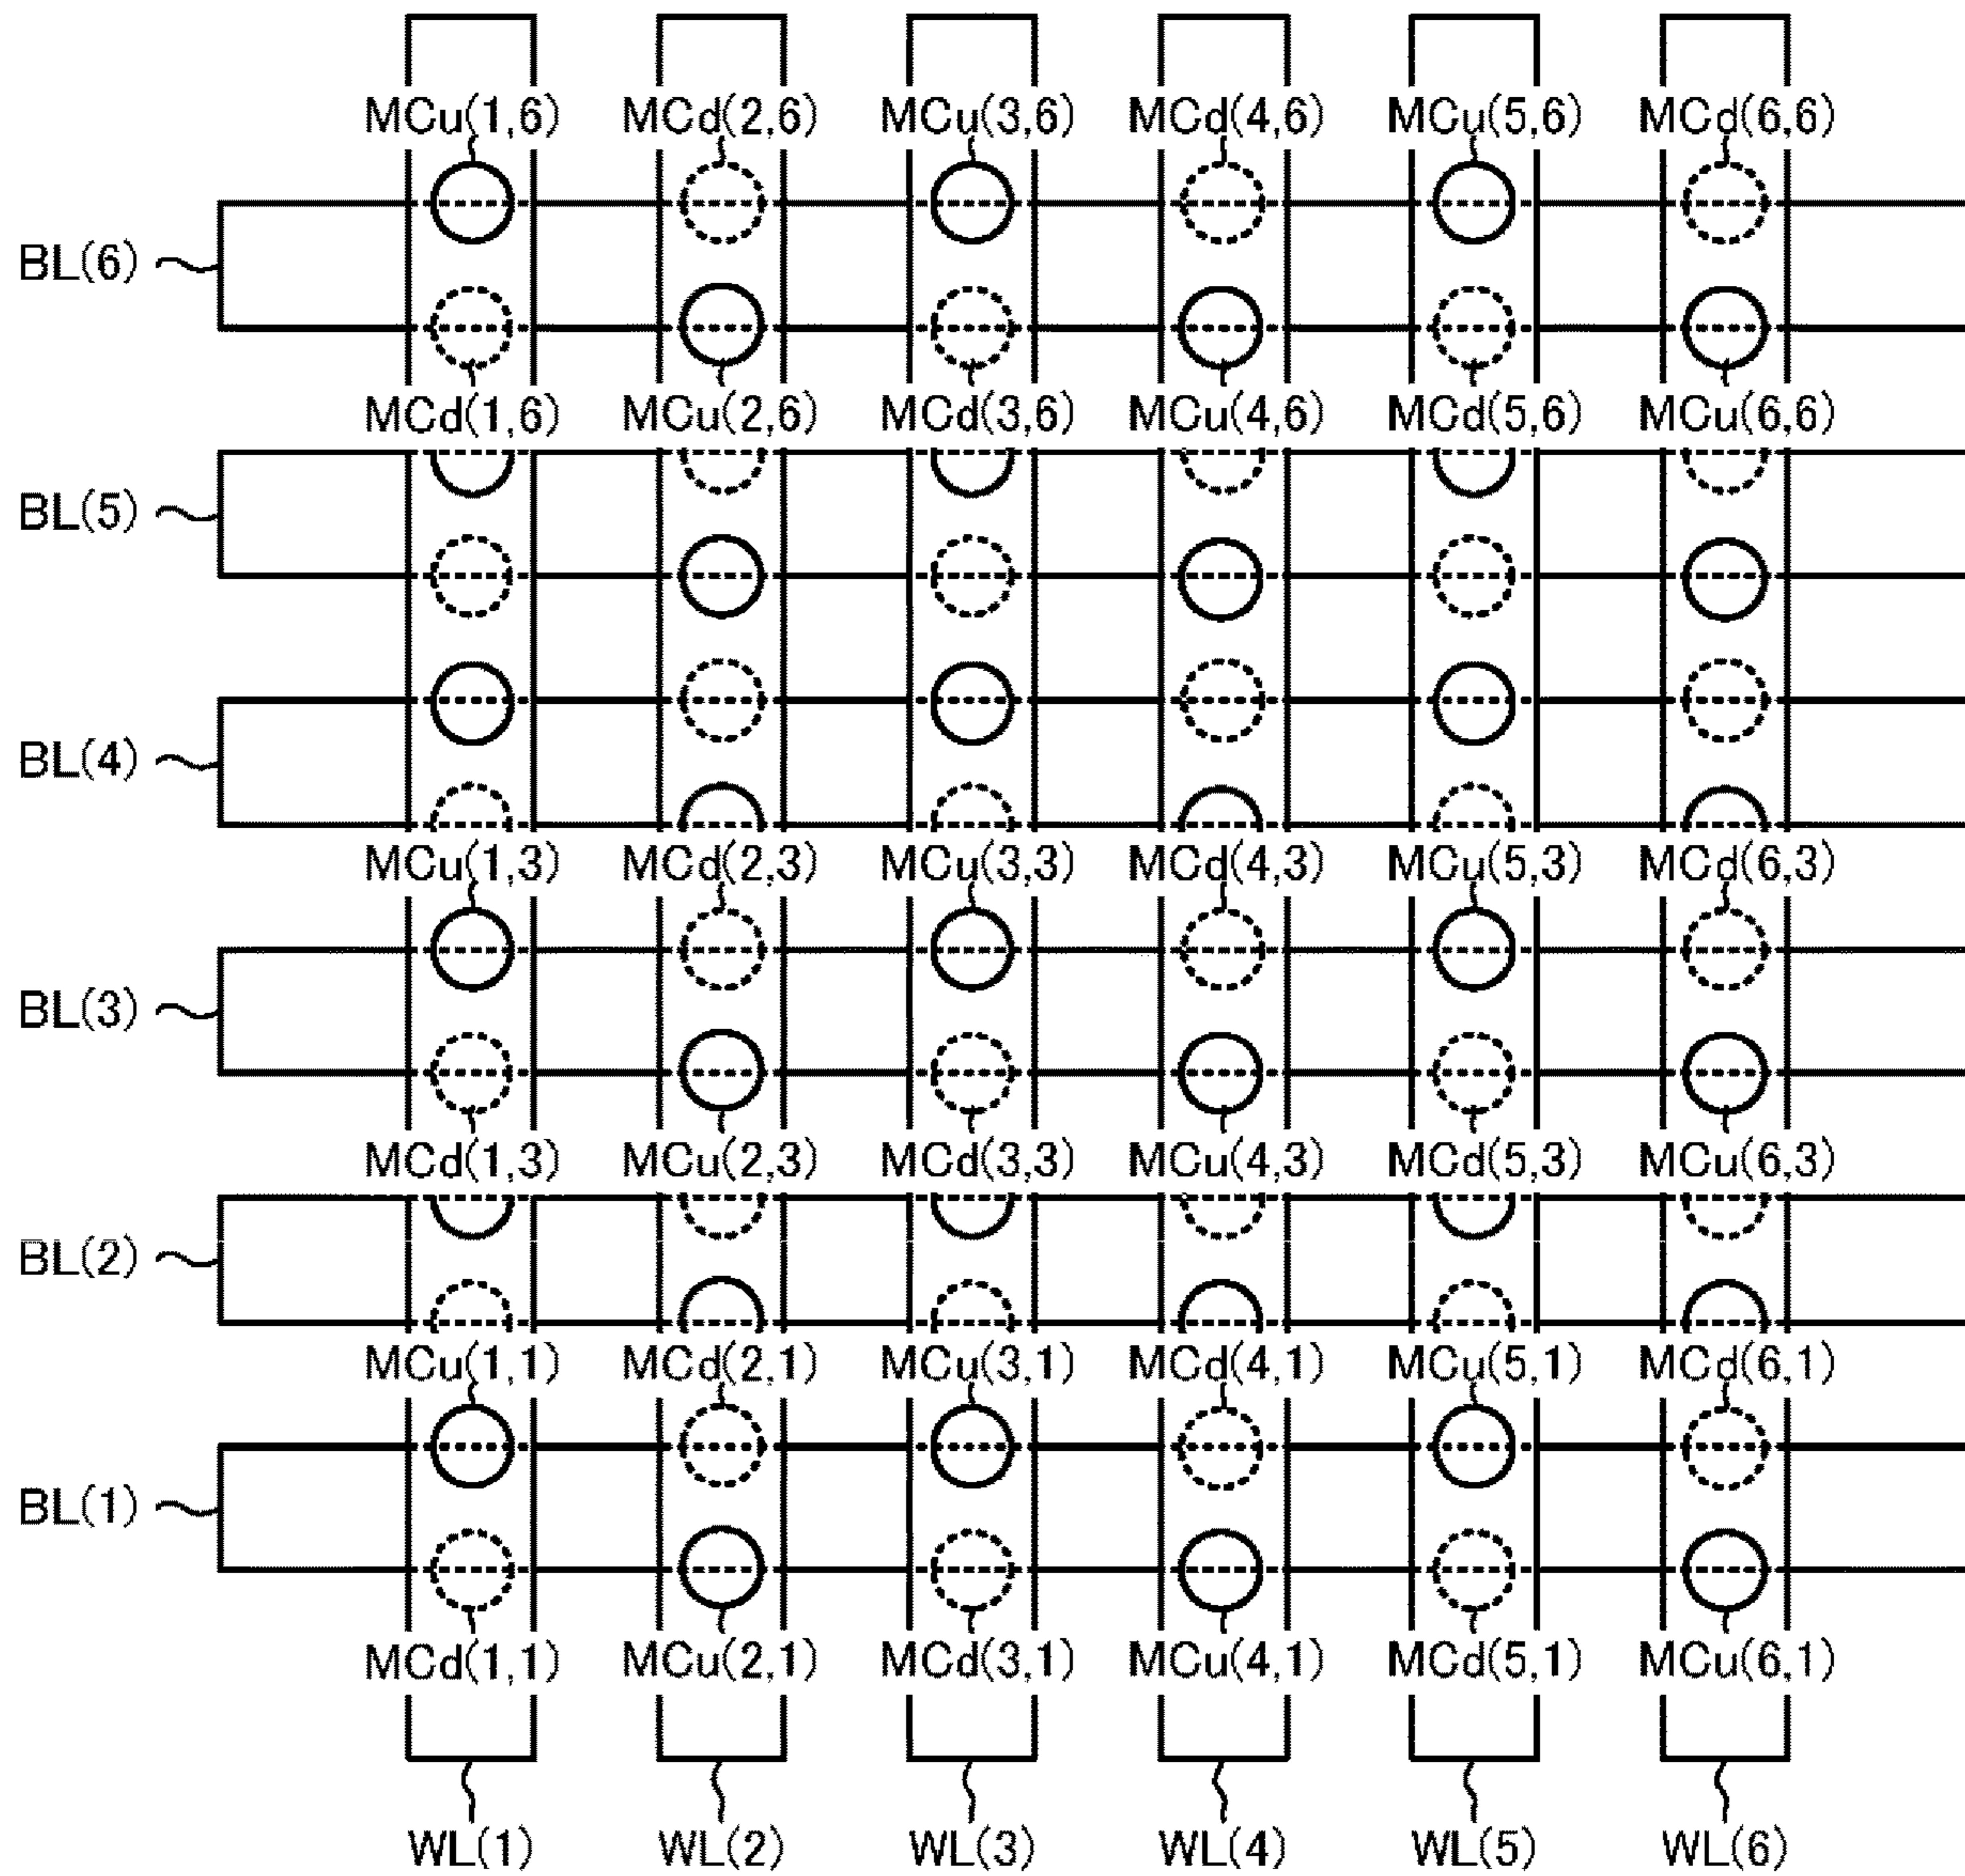 MCu(1,6) MCd(2,6) MCu(3,6) MCd(4,6) MCu(5,6) MCd(6,6)
BL(6)
MCd(1,6) MCu(2,6) MCd(3,6) MCu(4,6) MCd(5,6) MCu(6,6)
BL(5)
BL(4)
MCu(1,3) MCd(2,3) MCu(3,3) MCd(4,3) MCu(5,3) MCd(6,3)
BL(3)
MCd(1,3) MCu(2,3) MCd(3,3) MCu(4,3) MCd(5,3) MCu(6,3)
BL(2)
MCu(1,1) MCd(2,1) MCu(3,1) MCd(4,1) MCu(5,1) MCd(6,1)
BL(1)
MCd(1,1) MCu(2,1) MCd(3,1) MCu(4,1) MCd(5,1) MCu(6,1)
WL(1) WL(2) WL(3) WL(4) WL(5) WL(6)